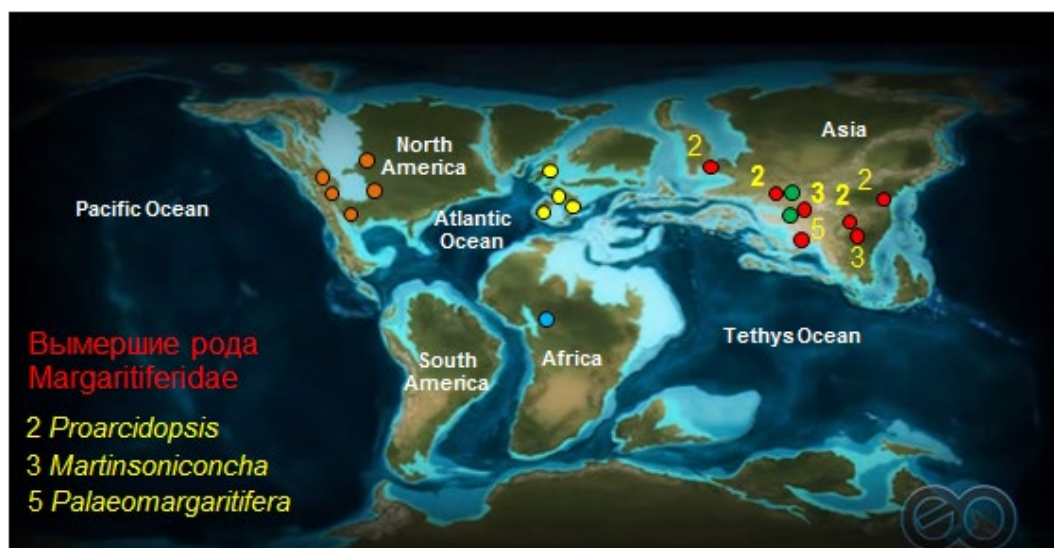 North
America
Asia
Pacific Ocean
Atlantic
Ocean
2
2
3
2
2
5
3
South
America
Africa
Tethys Ocean
Вымершие рода
Margaritiferidae
2 Proarcidopsis
3 Martinsoniconcha
5 Palaeomargaritifera